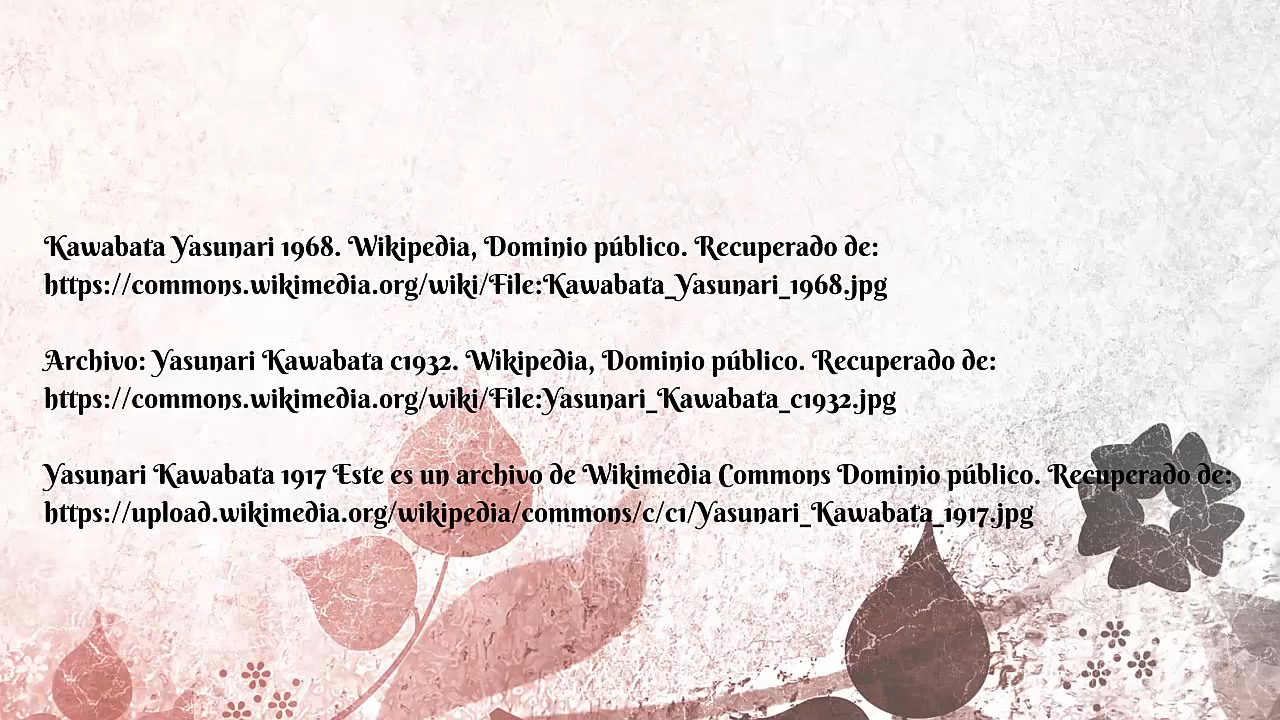 Kawabata Yasunari 1968. Wikipedia, Dominio público. Recuperado de:
https://commons.wikimedia.org/wiki/File:Kawabata_Yasunari_1968.jpg
Archivo: Yasunari Kawabata c1932. Wikipedia, Dominio público. Recuperado de:
https://commons.wikimedia.org/wiki/File:Yasunari_Kawabata_c1932.jpg
Yasunari Kawabata 1917 Este es un archivo de Wikimedia Commons Dominio público. Recuperado de:
https://upload.wikimedia.org/wikipedia/commons/c/c1/Yasunari_Kawabata_1917.jpg